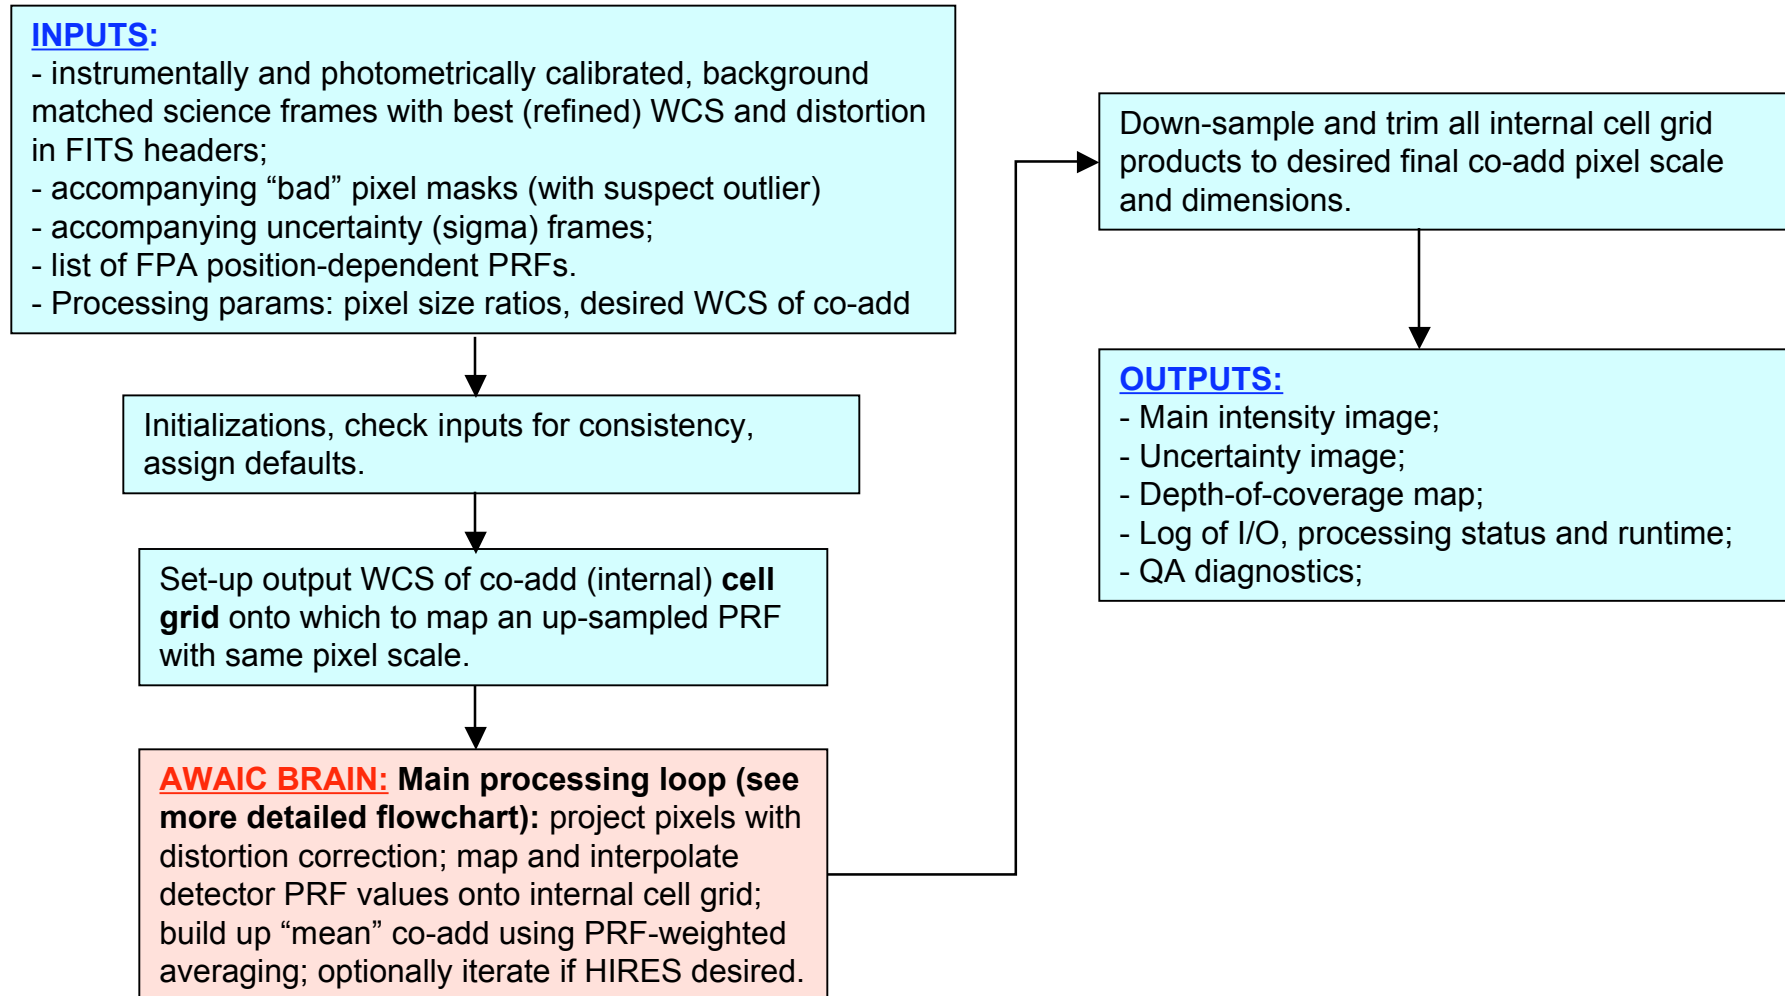 INPUTS:
- instrumentally and photometrically calibrated, background
matched science frames with best (refined) WCS and distortion
in FITS headers;
- accompanying “bad” pixel masks (with suspect outlier)
- accompanying uncertainty (sigma) frames;
- list of FPA position-dependent PRFs.
- Processing params: pixel size ratios, desired WCS of co-add
Initializations, check inputs for consistency,
assign defaults.
Set-up output WCS of co-add (internal) cell
grid onto which to map an up-sampled PRF
with same pixel scale.
AWAIC BRAIN: Main processing loop (see
more detailed flowchart): project pixels with
distortion correction; map and interpolate
detector PRF values onto internal cell grid;
build up “mean” co-add using PRF-weighted
averaging; optionally iterate if HIRES desired.
Down-sample and trim all internal cell grid
products to desired final co-add pixel scale
and dimensions.
OUTPUTS:
- Main intensity image;
- Uncertainty image;
- Depth-of-coverage map;
- Log of I/O, processing status and runtime;
- QA diagnostics;